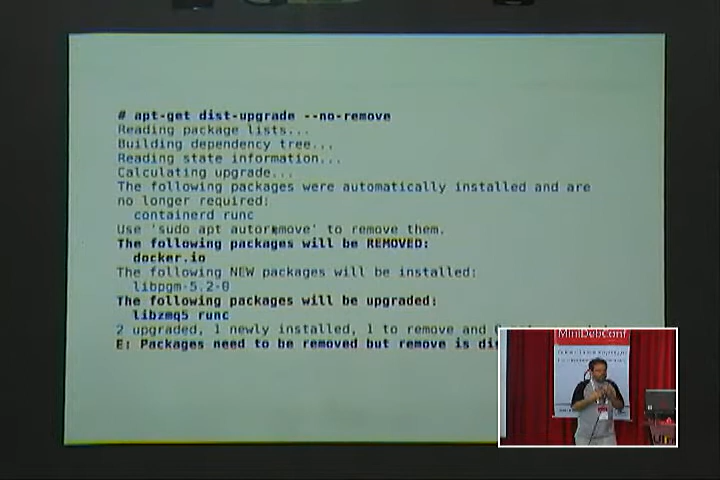 # apt-get dist-upgrade --no-remove
Reading package lists...
Building dependency tree...
Reading state information...
Calculating upgrade...
The following packages were automatically installed and are
no longer required:
containerd runc
Use 'sudo apt autoremove' to remove them.
The following packages will be REMOVED:
docker.io
The following NEW packages will be installed:
libpgm-5.2-0
The following packages will be upgraded:
libzmq5 runc
2 upgraded, 1 newly installed, 1 to remove and
E: Packages need to be removed but remove is
MiniDebConf